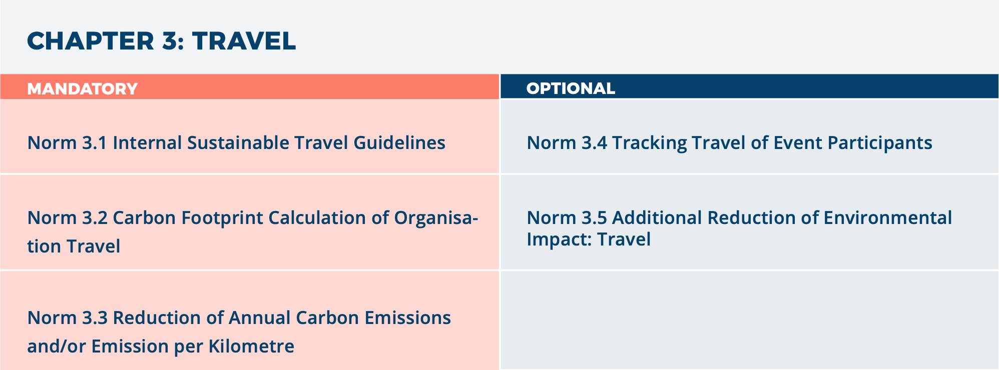 CHAPTER 3: TRAVEL
MANDATORY
OPTIONAL
Norm 3.1 Internal Sustainable Travel Guidelines
Norm 3.4 Tracking Travel of Event Participants
Norm 3.2 Carbon Footprint Calculation of Organisa-
tion Travel
Norm 3.5 Additional Reduction of Environmental
Impact: Travel
Norm 3.3 Reduction of Annual Carbon Emissions
and/or Emission per Kilometre